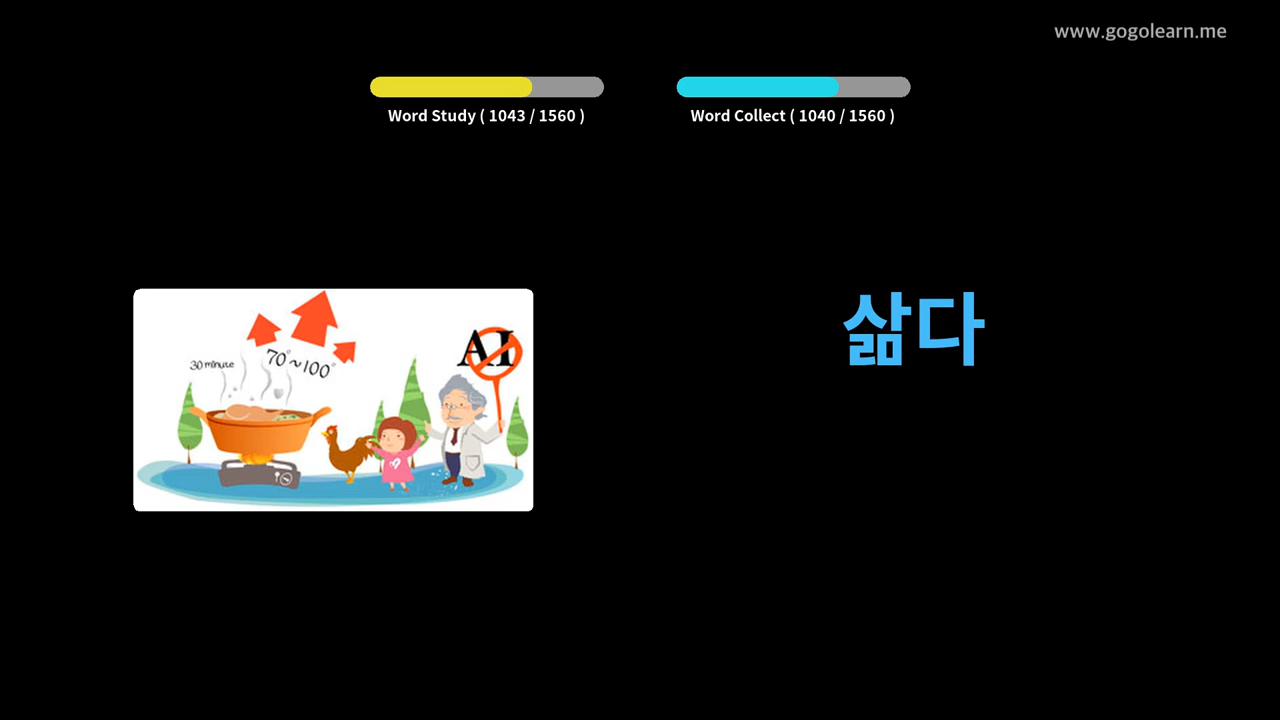 www.gogolearn.me
Word Study ( 1043 / 1560 )
Word Collect ( 1040 / 1560 )
삶다
30 minute
70°~100°
AI